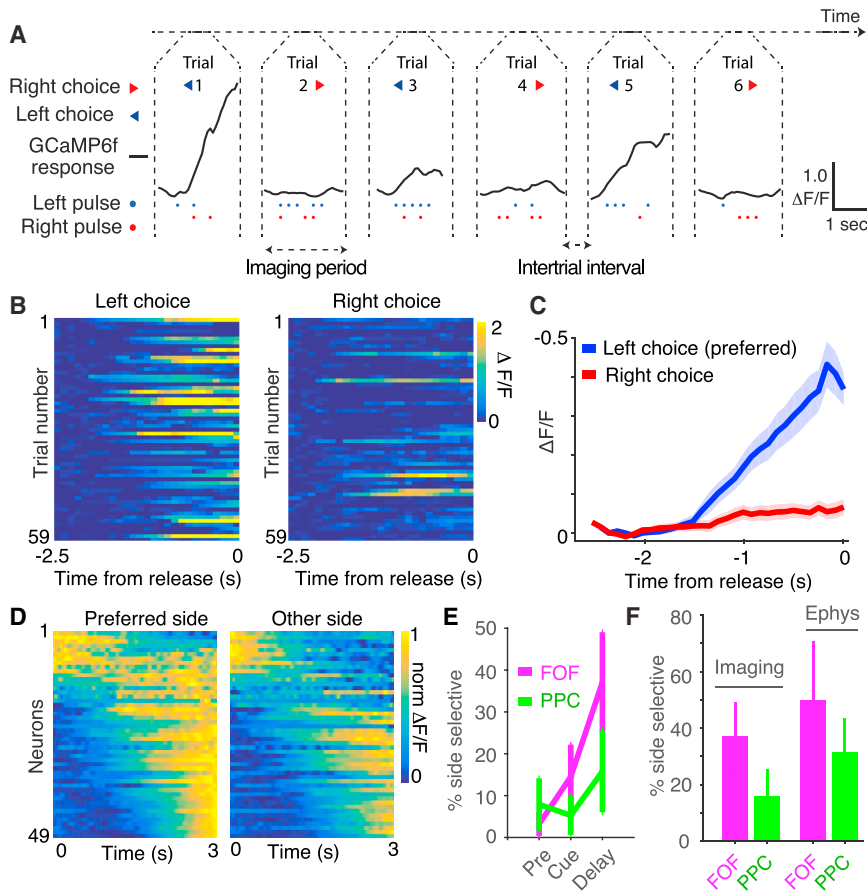 A
Time
Trial
Trial
Trial
Trial
Trial
Trial
1
2
3
4
5
6
Right choice
Left choice
GCaMP6f
response
Left pulse
Right pulse
1.0
ΔF/F
1 sec
Imaging period
Intertrial interval
B
Left choice
Right choice
1
59
Trial number
-2.5
0
Time from release (s)
1
59
Trial number
-2.5
0
Time from release (s)
2
0
Δ F/F
C
-0.5
0
ΔF/F
Left choice (preferred)
Right choice
-2
-1
0
Time from release (s)
D
Preferred side
Other side
1
49
Neurons
0
Time (s)
3
0
Time (s)
3
1
0
norm ΔF/F
E
50
40
30
20
10
0
% side selective
FOF
PPC
Pre
Cue
Delay
F
80
60
40
20
0
% side selective
Imaging
Ephys
FOF
PPC
FOF
PPC